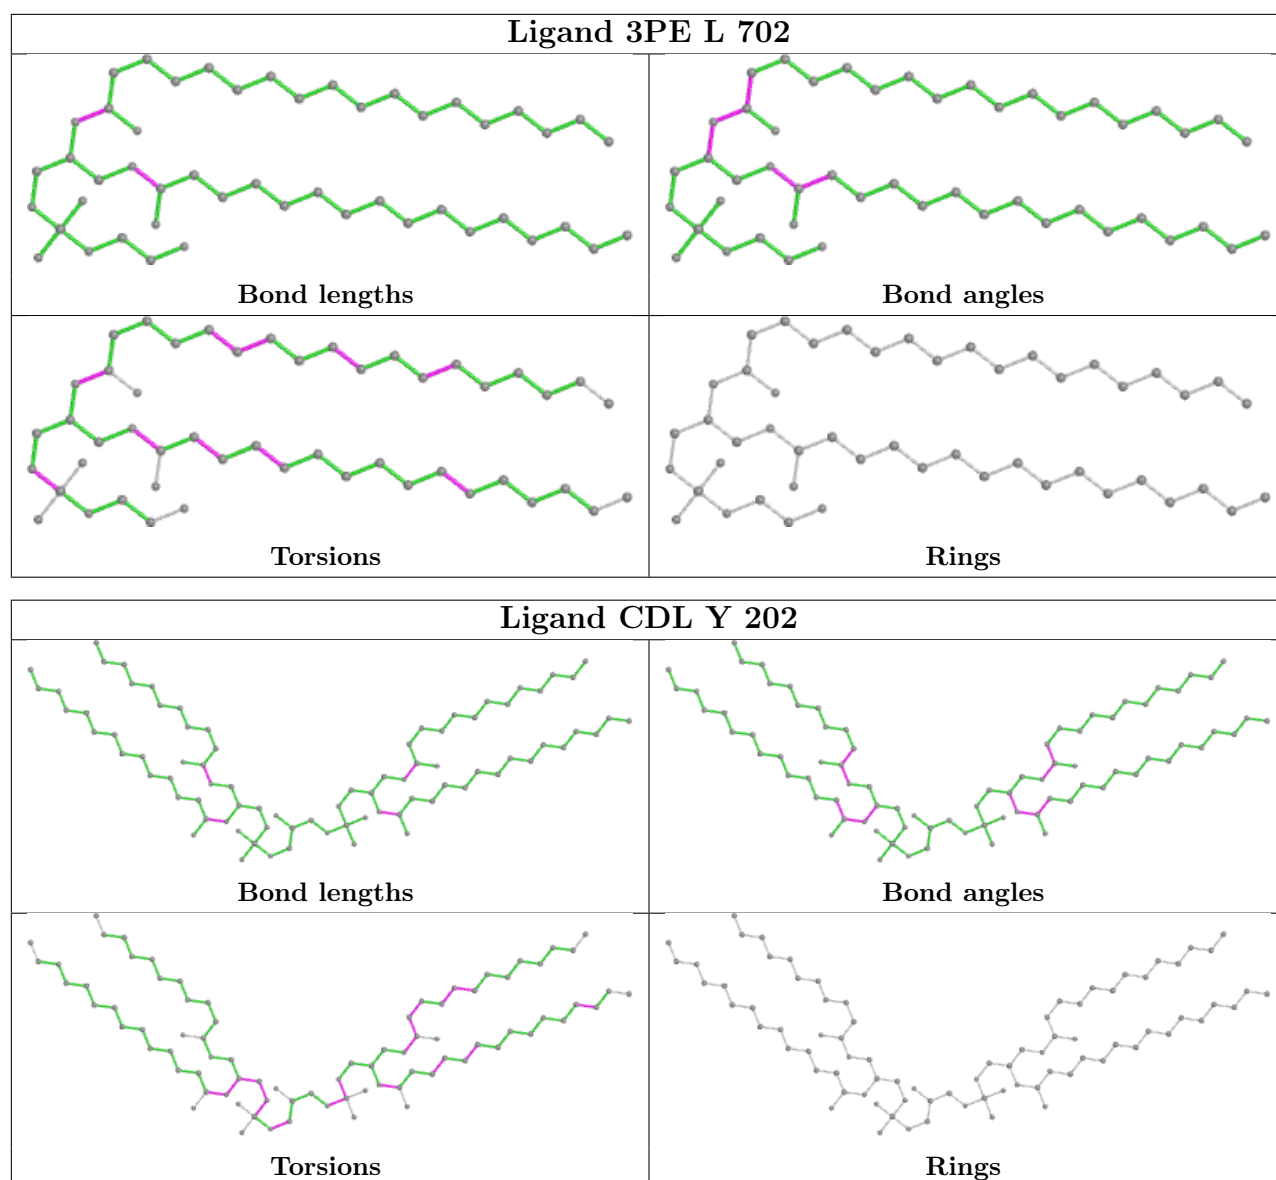 Ligand 3PE L 702
Bond lengths
Bond angles
Torsions
Rings
Ligand CDL Y 202
Bond lengths
Bond angles
Torsions
Rings